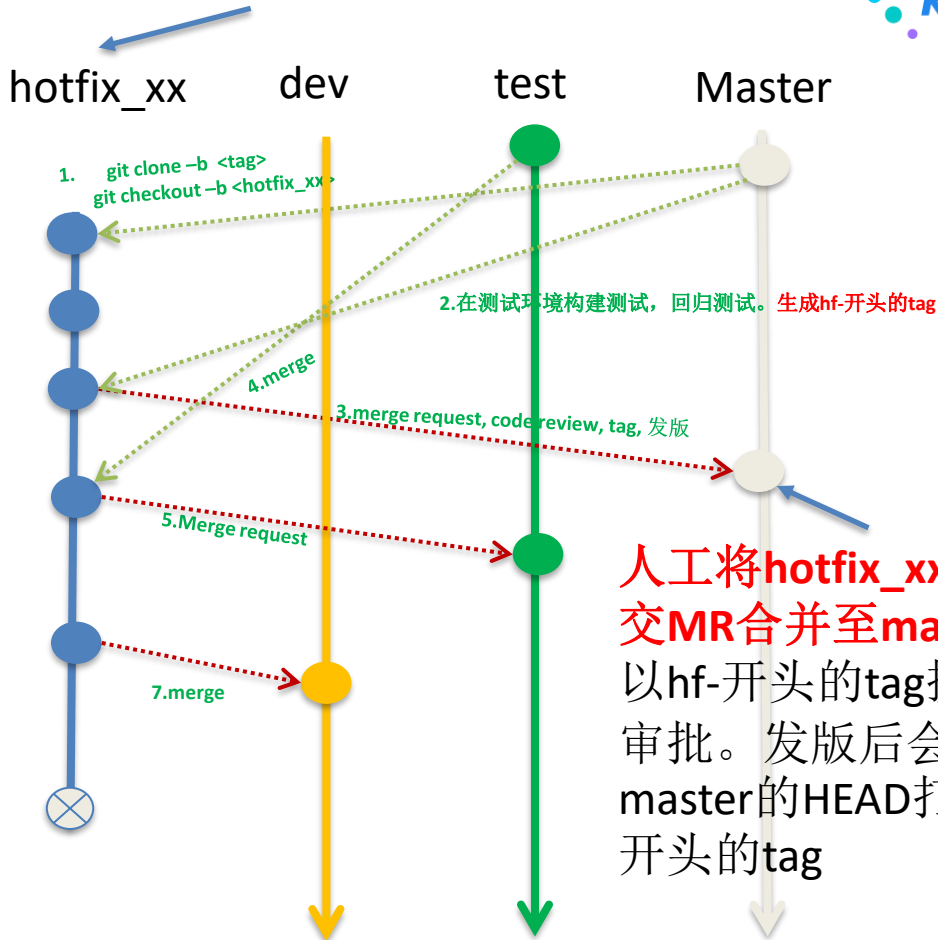 hotfix_xx
dev
test
Master
1. git clone –b <tag>
git checkout –b <hotfix_xx>
2.在测试环境构建测试，回归测试。生成hf-开头的tag
4.merge
3.merge request, code review, tag, 发版
5.Merge request
7.merge
人工将hotfix_xx
交MR合并至ma
以hf-开头的tag
审批。发版后会
master的HEAD打
开头的tag